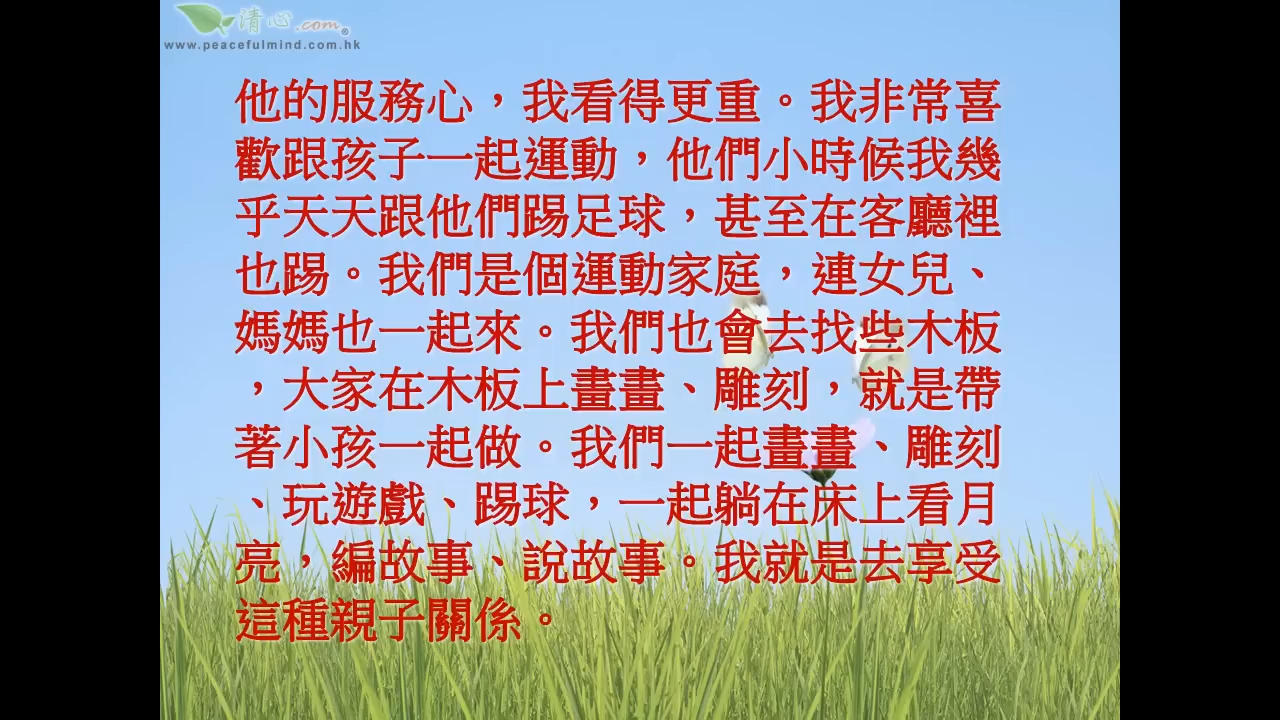 清心.com
www.peacefulmind.com.hk
他的服務心，我看得更重。我非常喜
歡跟孩子一起運動，他們小時候我幾
乎天天跟他們踢足球，甚至在客廳裡
也踢。我們是個運動家庭，連女兒、
媽媽也一起來。我們也會去找些木板
，大家在木板上畫畫、雕刻，就是帶
著小孩一起做。我們一起畫畫、雕刻
、玩遊戲、踢球，一起躺在床上看月
亮，編故事、說故事。我就是去享受
這種親子關係。